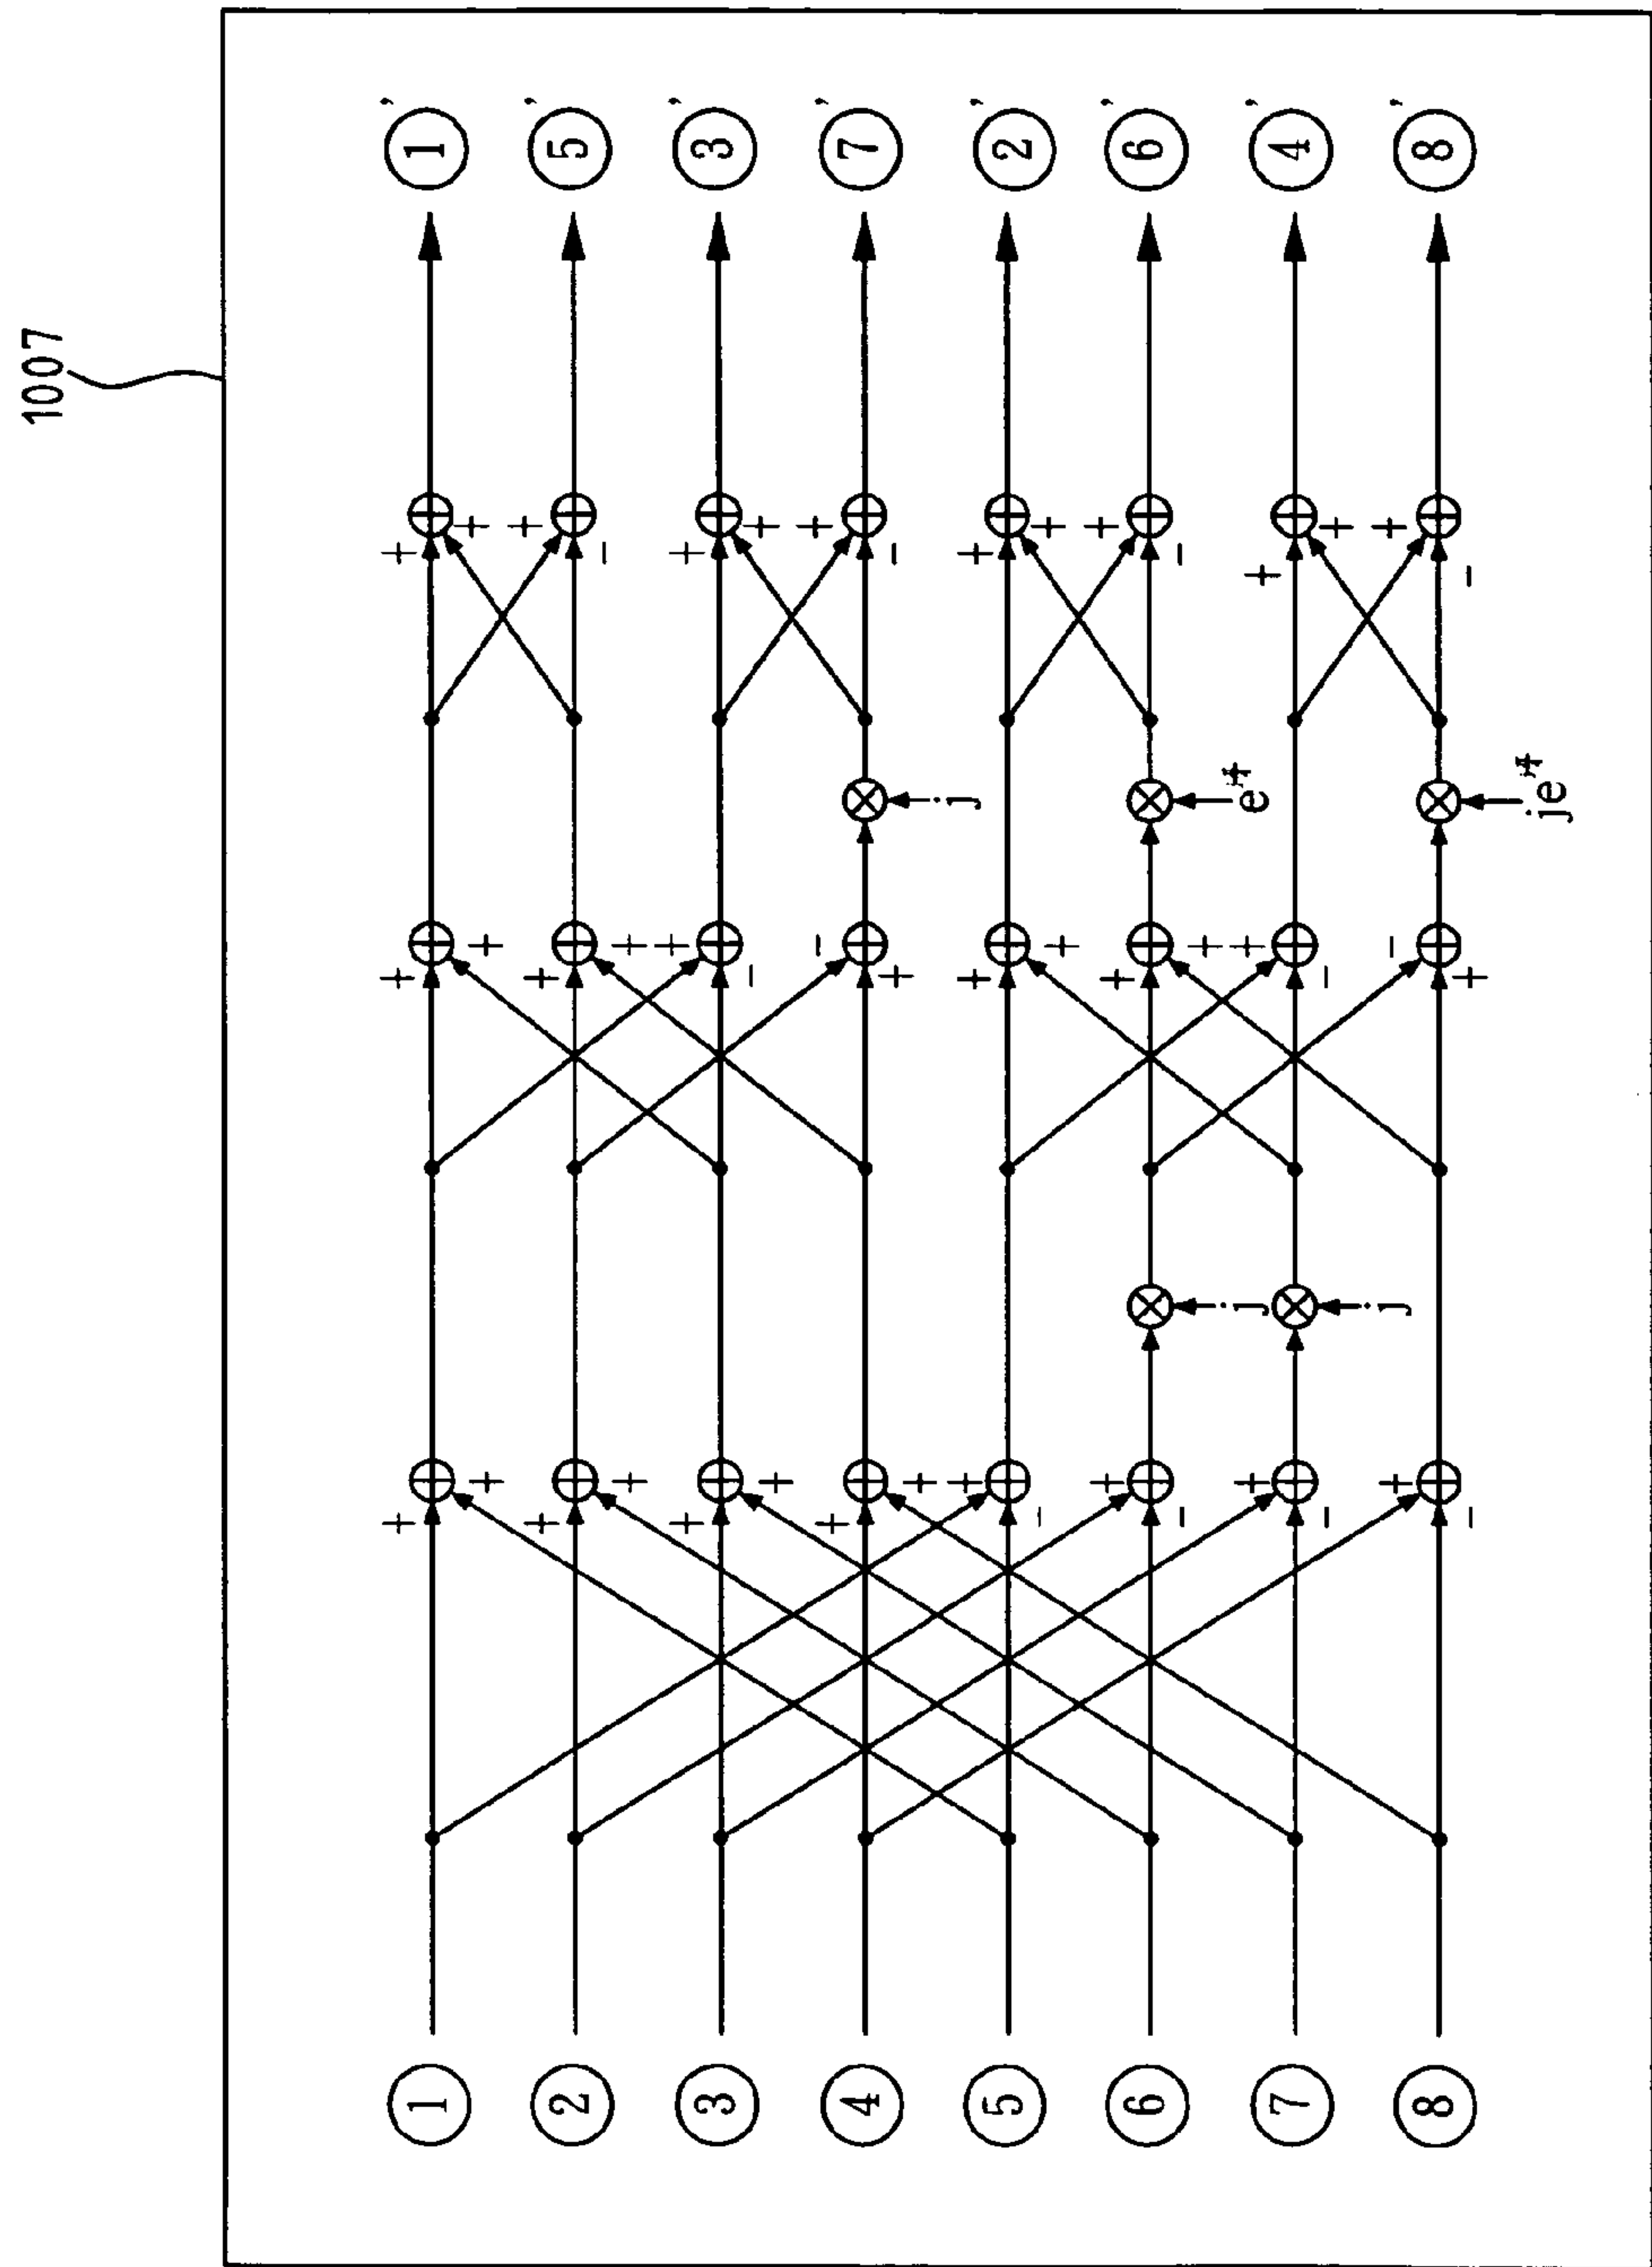 1007
① + + + + + + ①'
② + + + + + - ⑤'
③ + + + - + + ③'
④ + + - + j + - ⑦'
⑤ + - + + + + ②'
⑥ + - j + + e + - ⑥'
⑦ + - j + - + + ④'
⑧ + - - + je + - ⑧'